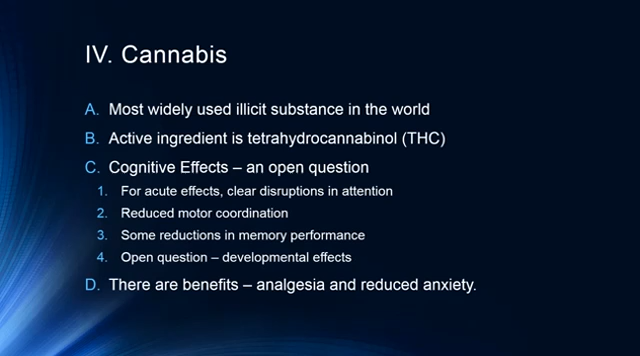 IV. Cannabis
A. Most widely used illicit substance in the world
B. Active ingredient is tetrahydrocannabinol (THC)
C. Cognitive Effects – an open question
1. For acute effects, clear disruptions in attention
2. Reduced motor coordination
3. Some reductions in memory performance
4. Open question – developmental effects
D. There are benefits – analgesia and reduced anxiety.